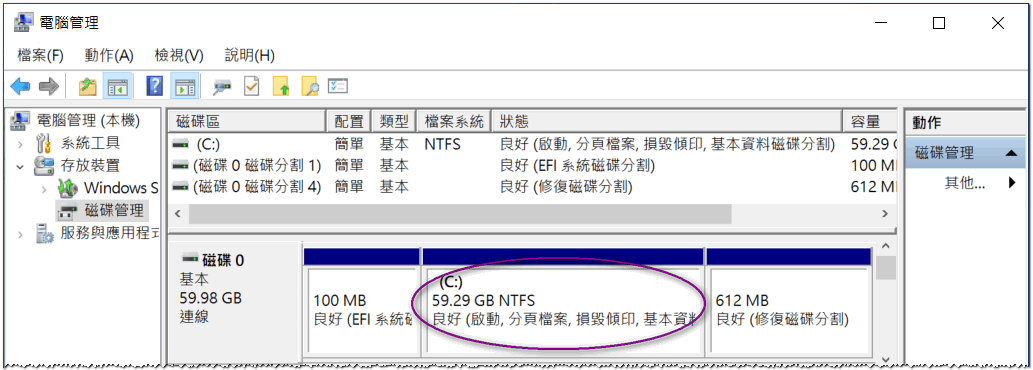 電腦管理
檔案(F) 動作(A) 檢視(V) 說明(H)
電腦管理 (本機)
系統工具
存放裝置
Windows S
磁碟管理
服務與應用程式
磁碟區 配置 類型 檔案系統 狀態 容量
(C:) 簡單 基本 NTFS 良好 (啟動, 分頁檔案, 損毀傾印, 基本資料磁碟分割) 59.29 G
(磁碟 0 磁碟分割 1) 簡單 基本 良好 (EFI 系統磁碟分割) 100 MB
(磁碟 0 磁碟分割 4) 簡單 基本 良好 (修復磁碟分割) 612 MB
磁碟 0
基本
59.98 GB
連線
100 MB
良好 (EFI 系統磁
(C:)
59.29 GB NTFS
良好 (啟動, 分頁檔案, 損毀傾印, 基本資料
612 MB
良好 (修復磁碟分割)
動作
磁碟管理
其他...